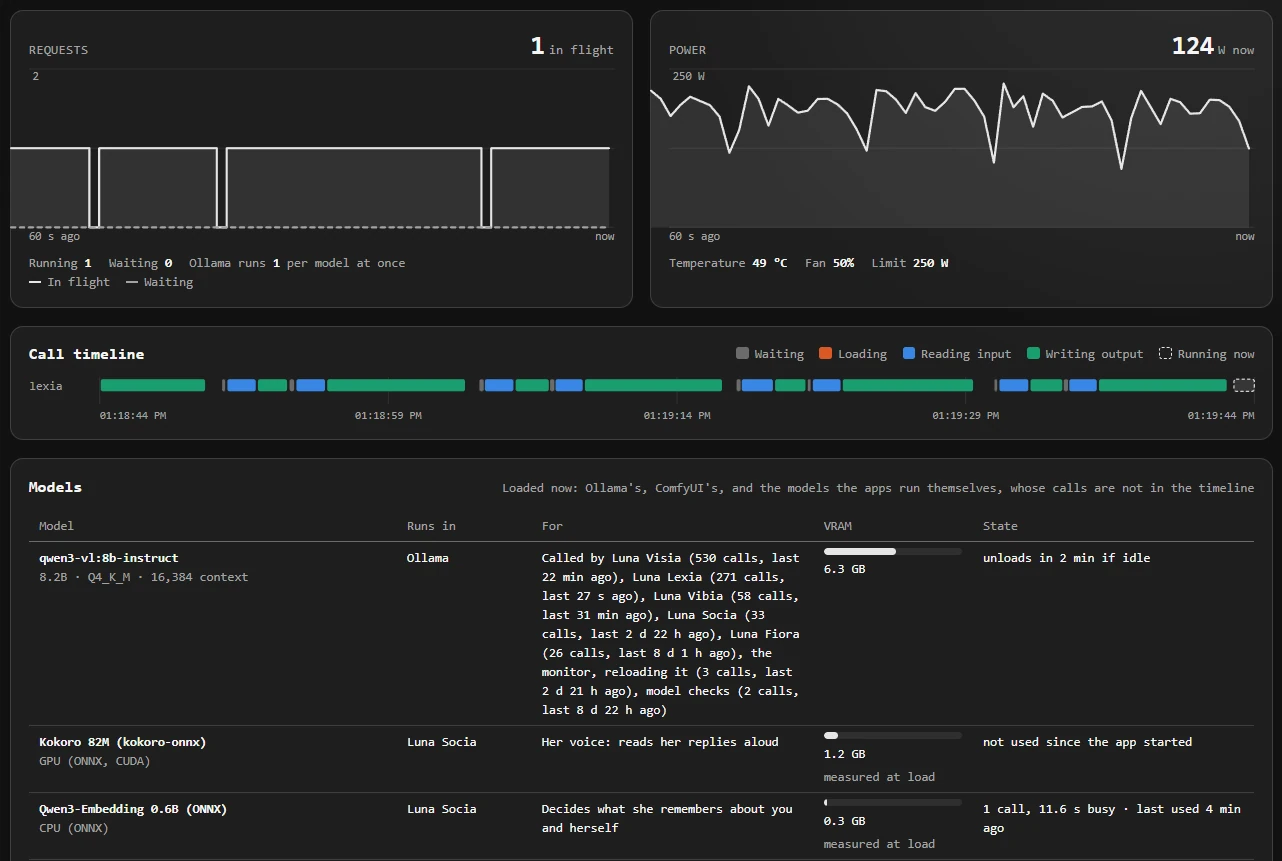 REQUESTS
1 in flight
2
60 s ago
now
Running 1 Waiting 0 Ollama runs 1 per model at once
In flight Waiting
POWER
124 W now
250 W
60 s ago
now
Temperature 49 °C Fan 50% Limit 250 W
Call timeline
Waiting Loading Reading input Writing output Running now
lexia
01:18:44 PM 01:18:59 PM 01:19:14 PM 01:19:29 PM 01:19:44 PM
Models
Loaded now: Ollama's, ComfyUI's, and the models the apps run themselves, whose calls are not in the timeline
Model Runs in For VRAM State
qwen3-vl:8b-instruct
8.2B · Q4_K_M · 16,384 context
Ollama
Called by Luna Visia (530 calls, last
22 min ago), Luna Lexia (271 calls,
last 27 s ago), Luna Vibia (58 calls,
last 31 min ago), Luna Socia (33
calls, last 2 d 22 h ago), Luna Fiora
(26 calls, last 8 d 1 h ago), the
monitor, reloading it (3 calls, last
2 d 21 h ago), model checks (2 calls,
last 8 d 22 h ago)
6.3 GB
unloads in 2 min if idle
Kokoro 82M (kokoro-onnx)
GPU (ONNX, CUDA)
Luna Socia
Her voice: reads her replies aloud
1.2 GB
measured at load
not used since the app started
Qwen3-Embedding 0.6B (ONNX)
CPU (ONNX)
Luna Socia
Decides what she remembers about you
and herself
0.3 GB
measured at load
1 call, 11.6 s busy · last used 4 min
ago